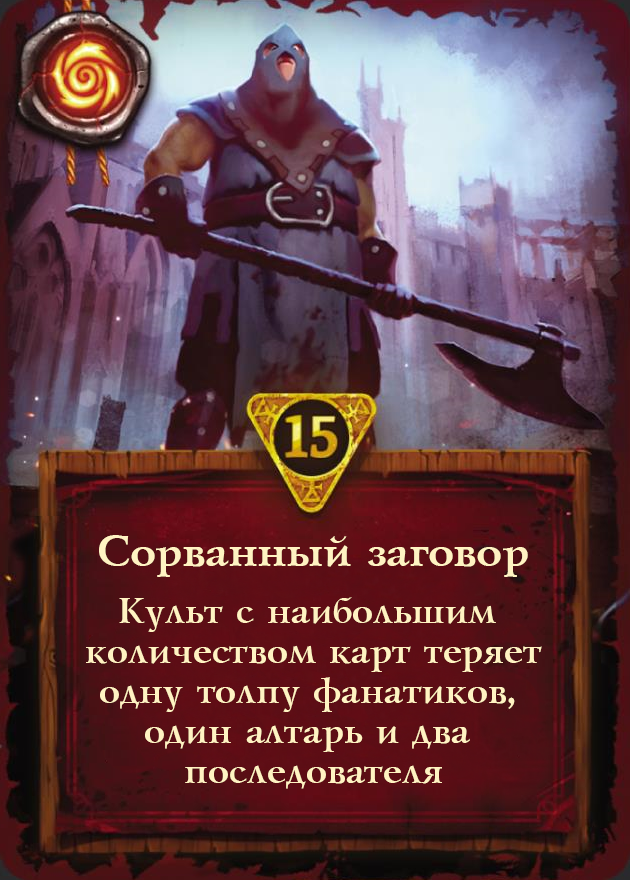 15
Сорванный заговор
Культ с наибольшим
количеством карт теряет
одну толпу фанатиков,
один алтарь и два
последователя